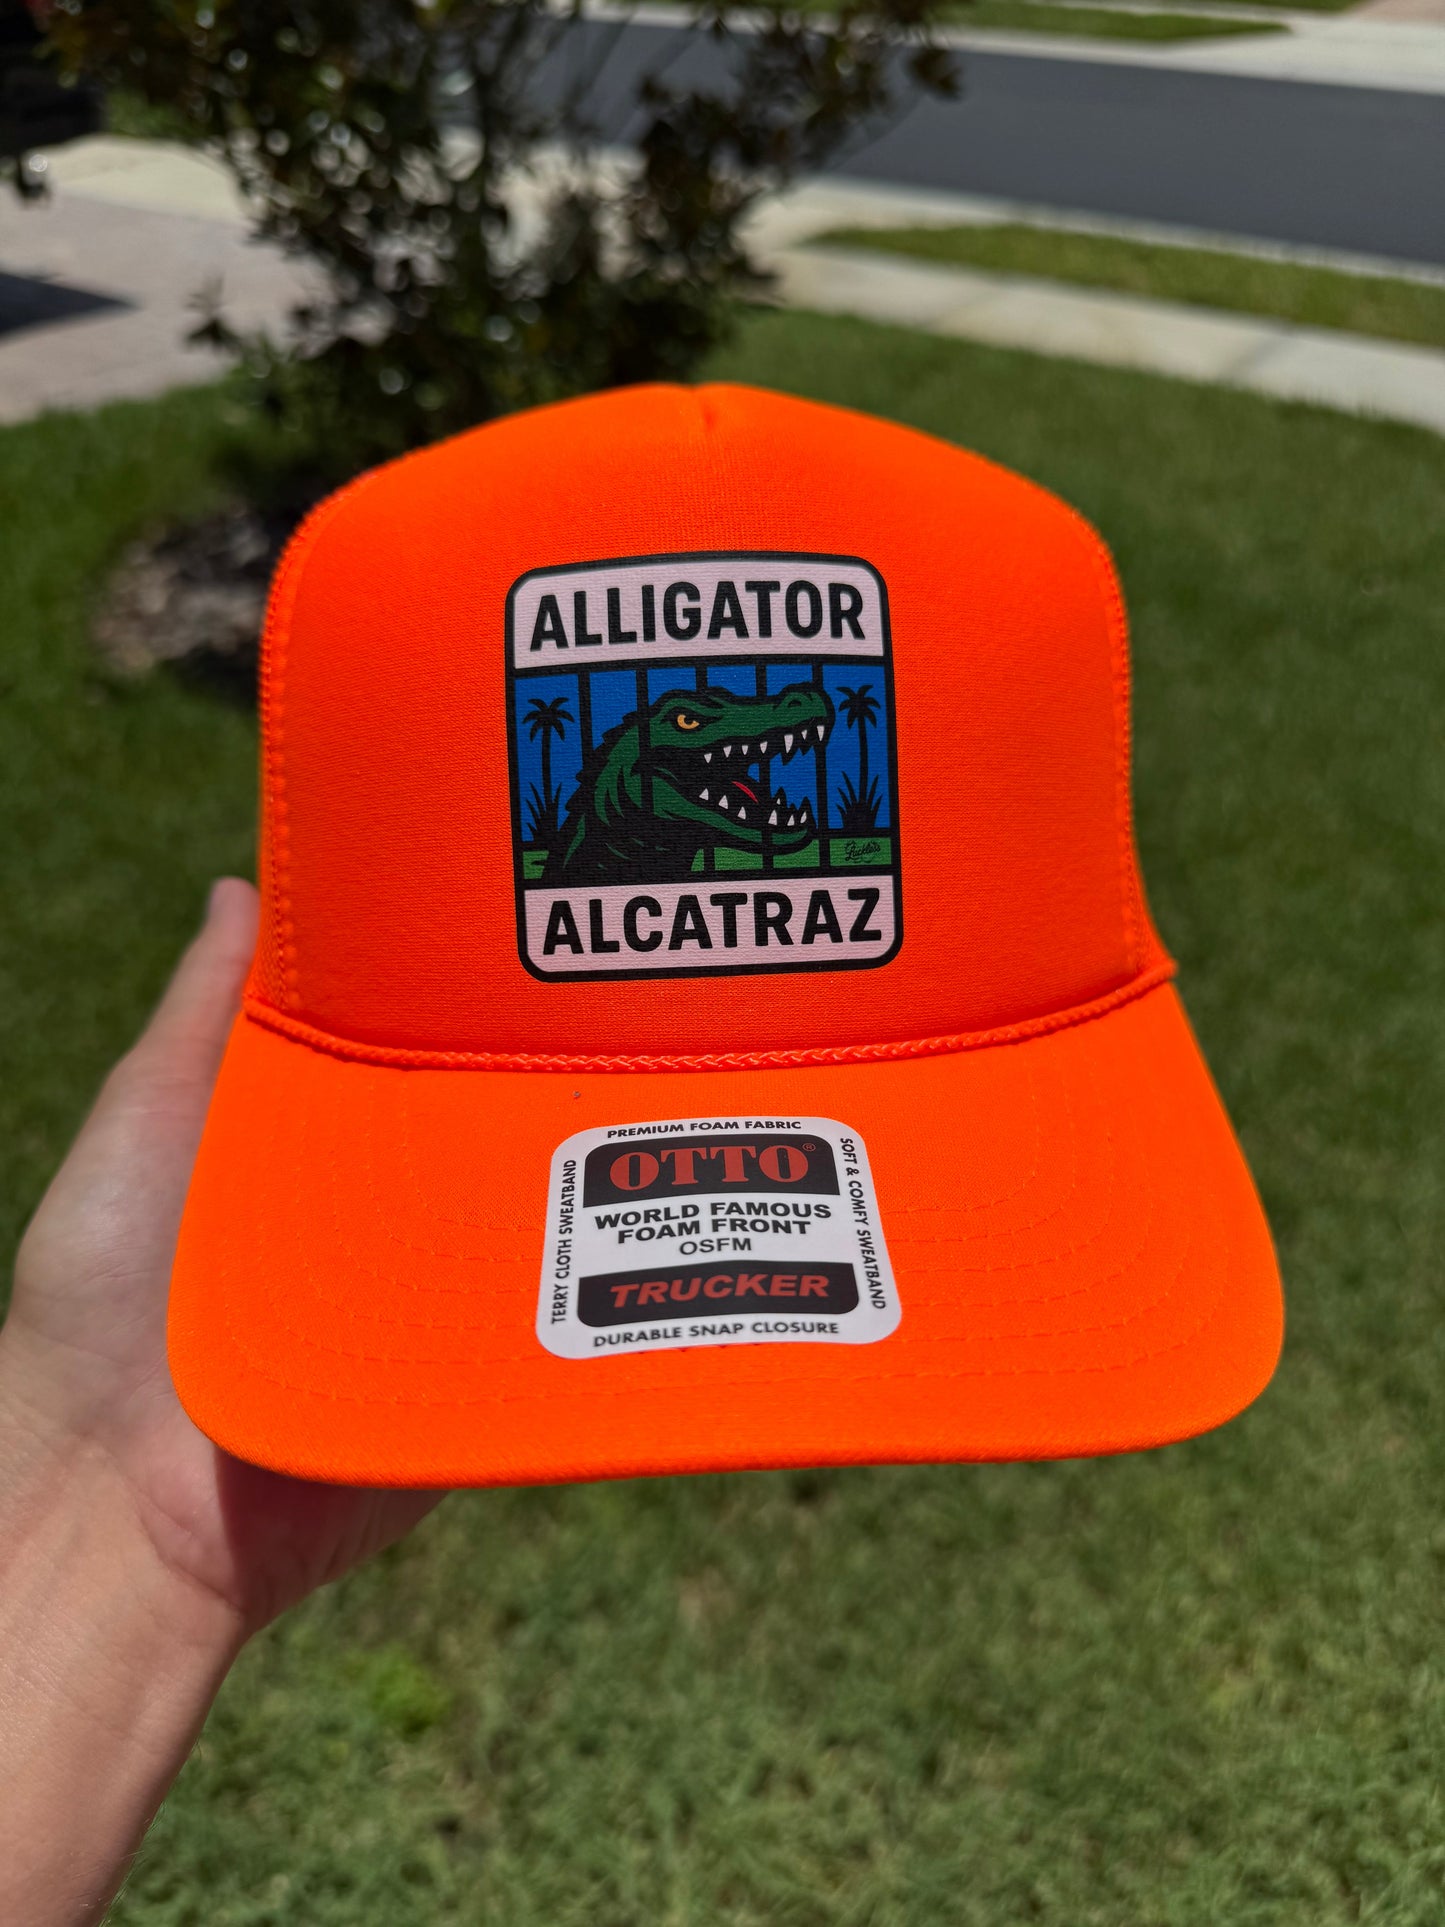 ALLIGATOR
Luckless
ALCATRAZ
PREMIUM FOAM FABRIC
OTTO®
WORLD FAMOUS
FOAM FRONT
OSFM
TRUCKER
DURABLE SNAP CLOSURE
TERRY CLOTH SWEATBAND
SOFT & COMFY SWEATBAND